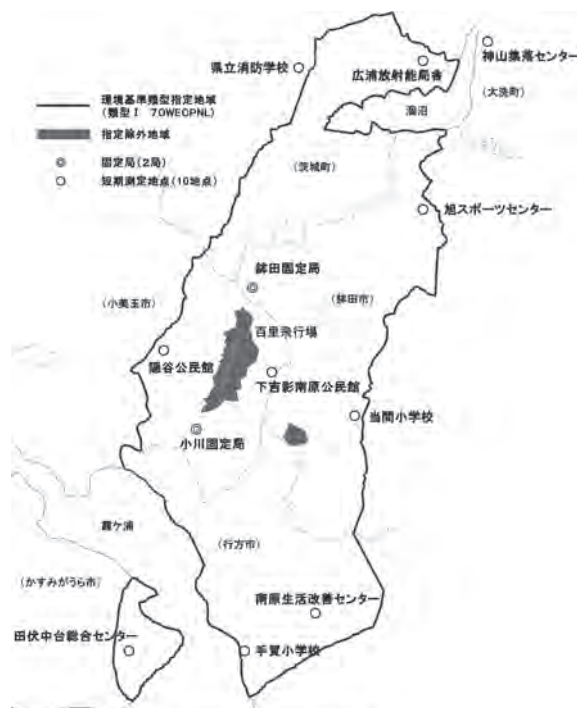 県立消防学校
広浦放射能局舎
神山集落センター
(大洗町)
涸沼
環境基準類型指定地域
(類型Ⅰ 70WECPNL)
指定除外地域
固定局(2局)
短期測定地点(10地点)
(茨城町)
旭スポーツセンター
鉾田固定局
(小美玉市)
(鉾田市)
百里飛行場
隠谷公民館
下吉影南原公民館
当間小学校
小川固定局
霞ケ浦
(行方市)
(かすみがうら市)
南原生活改善センター
田伏中台総合センター
手賀小学校